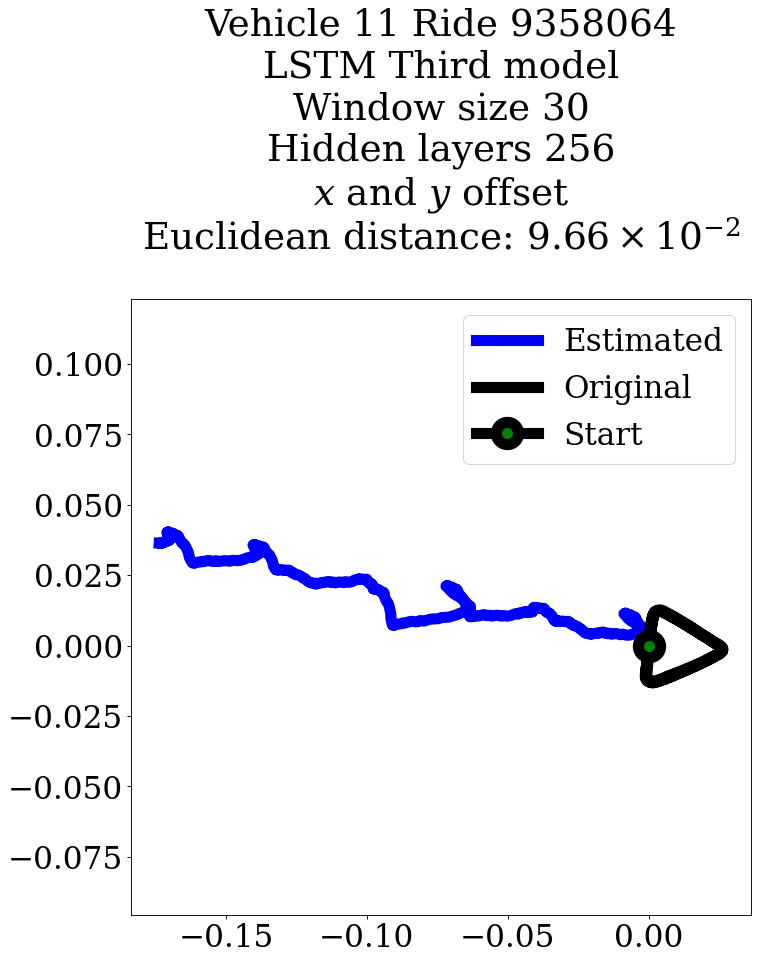 Vehicle 11 Ride 9358064
LSTM Third model
Window size 30
Hidden layers 256
x and y offset
Euclidean distance: 9.66 × 10⁻²
Estimated
Original
Start
0.100
0.075
0.050
0.025
0.000
−0.025
−0.050
−0.075
−0.15 −0.10 −0.05 0.00